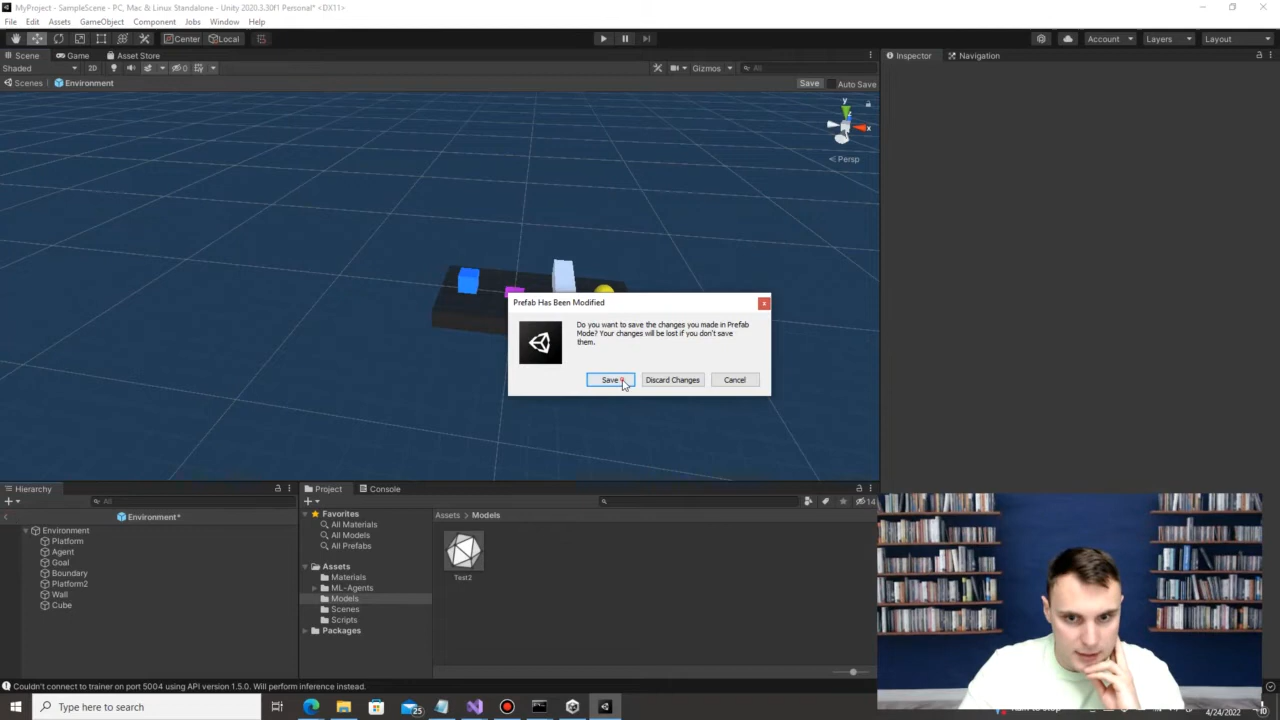 MyProject - SampleScene - PC, Mac & Linux Standalone - Unity 2020.3.30f1 Personal* <DX11>
File Edit Assets GameObject Component Jobs Window Help
Center Local Account Layers Layout
Scene Game Asset Store Inspector Navigation
Shaded 2D 0 Gizmos All
Scenes Environment Save Auto Save
y
z
x
Persp
Prefab Has Been Modified
Do you want to save the changes you made in Prefab
Mode? Your changes will be lost if you don't save
them.
Save Discard Changes Cancel
Hierarchy
All
Environment*
Environment
Platform
Agent
Goal
Boundary
Platform2
Wall
Cube
Project Console
14
Favorites
All Materials
All Models
All Prefabs
Assets
Materials
ML-Agents
Models
Scenes
Scripts
Packages
Assets > Models
Test2
Couldn't connect to trainer on port 5004 using API version 1.5.0. Will perform inference instead.
Type here to search
25
4/24/2022
10